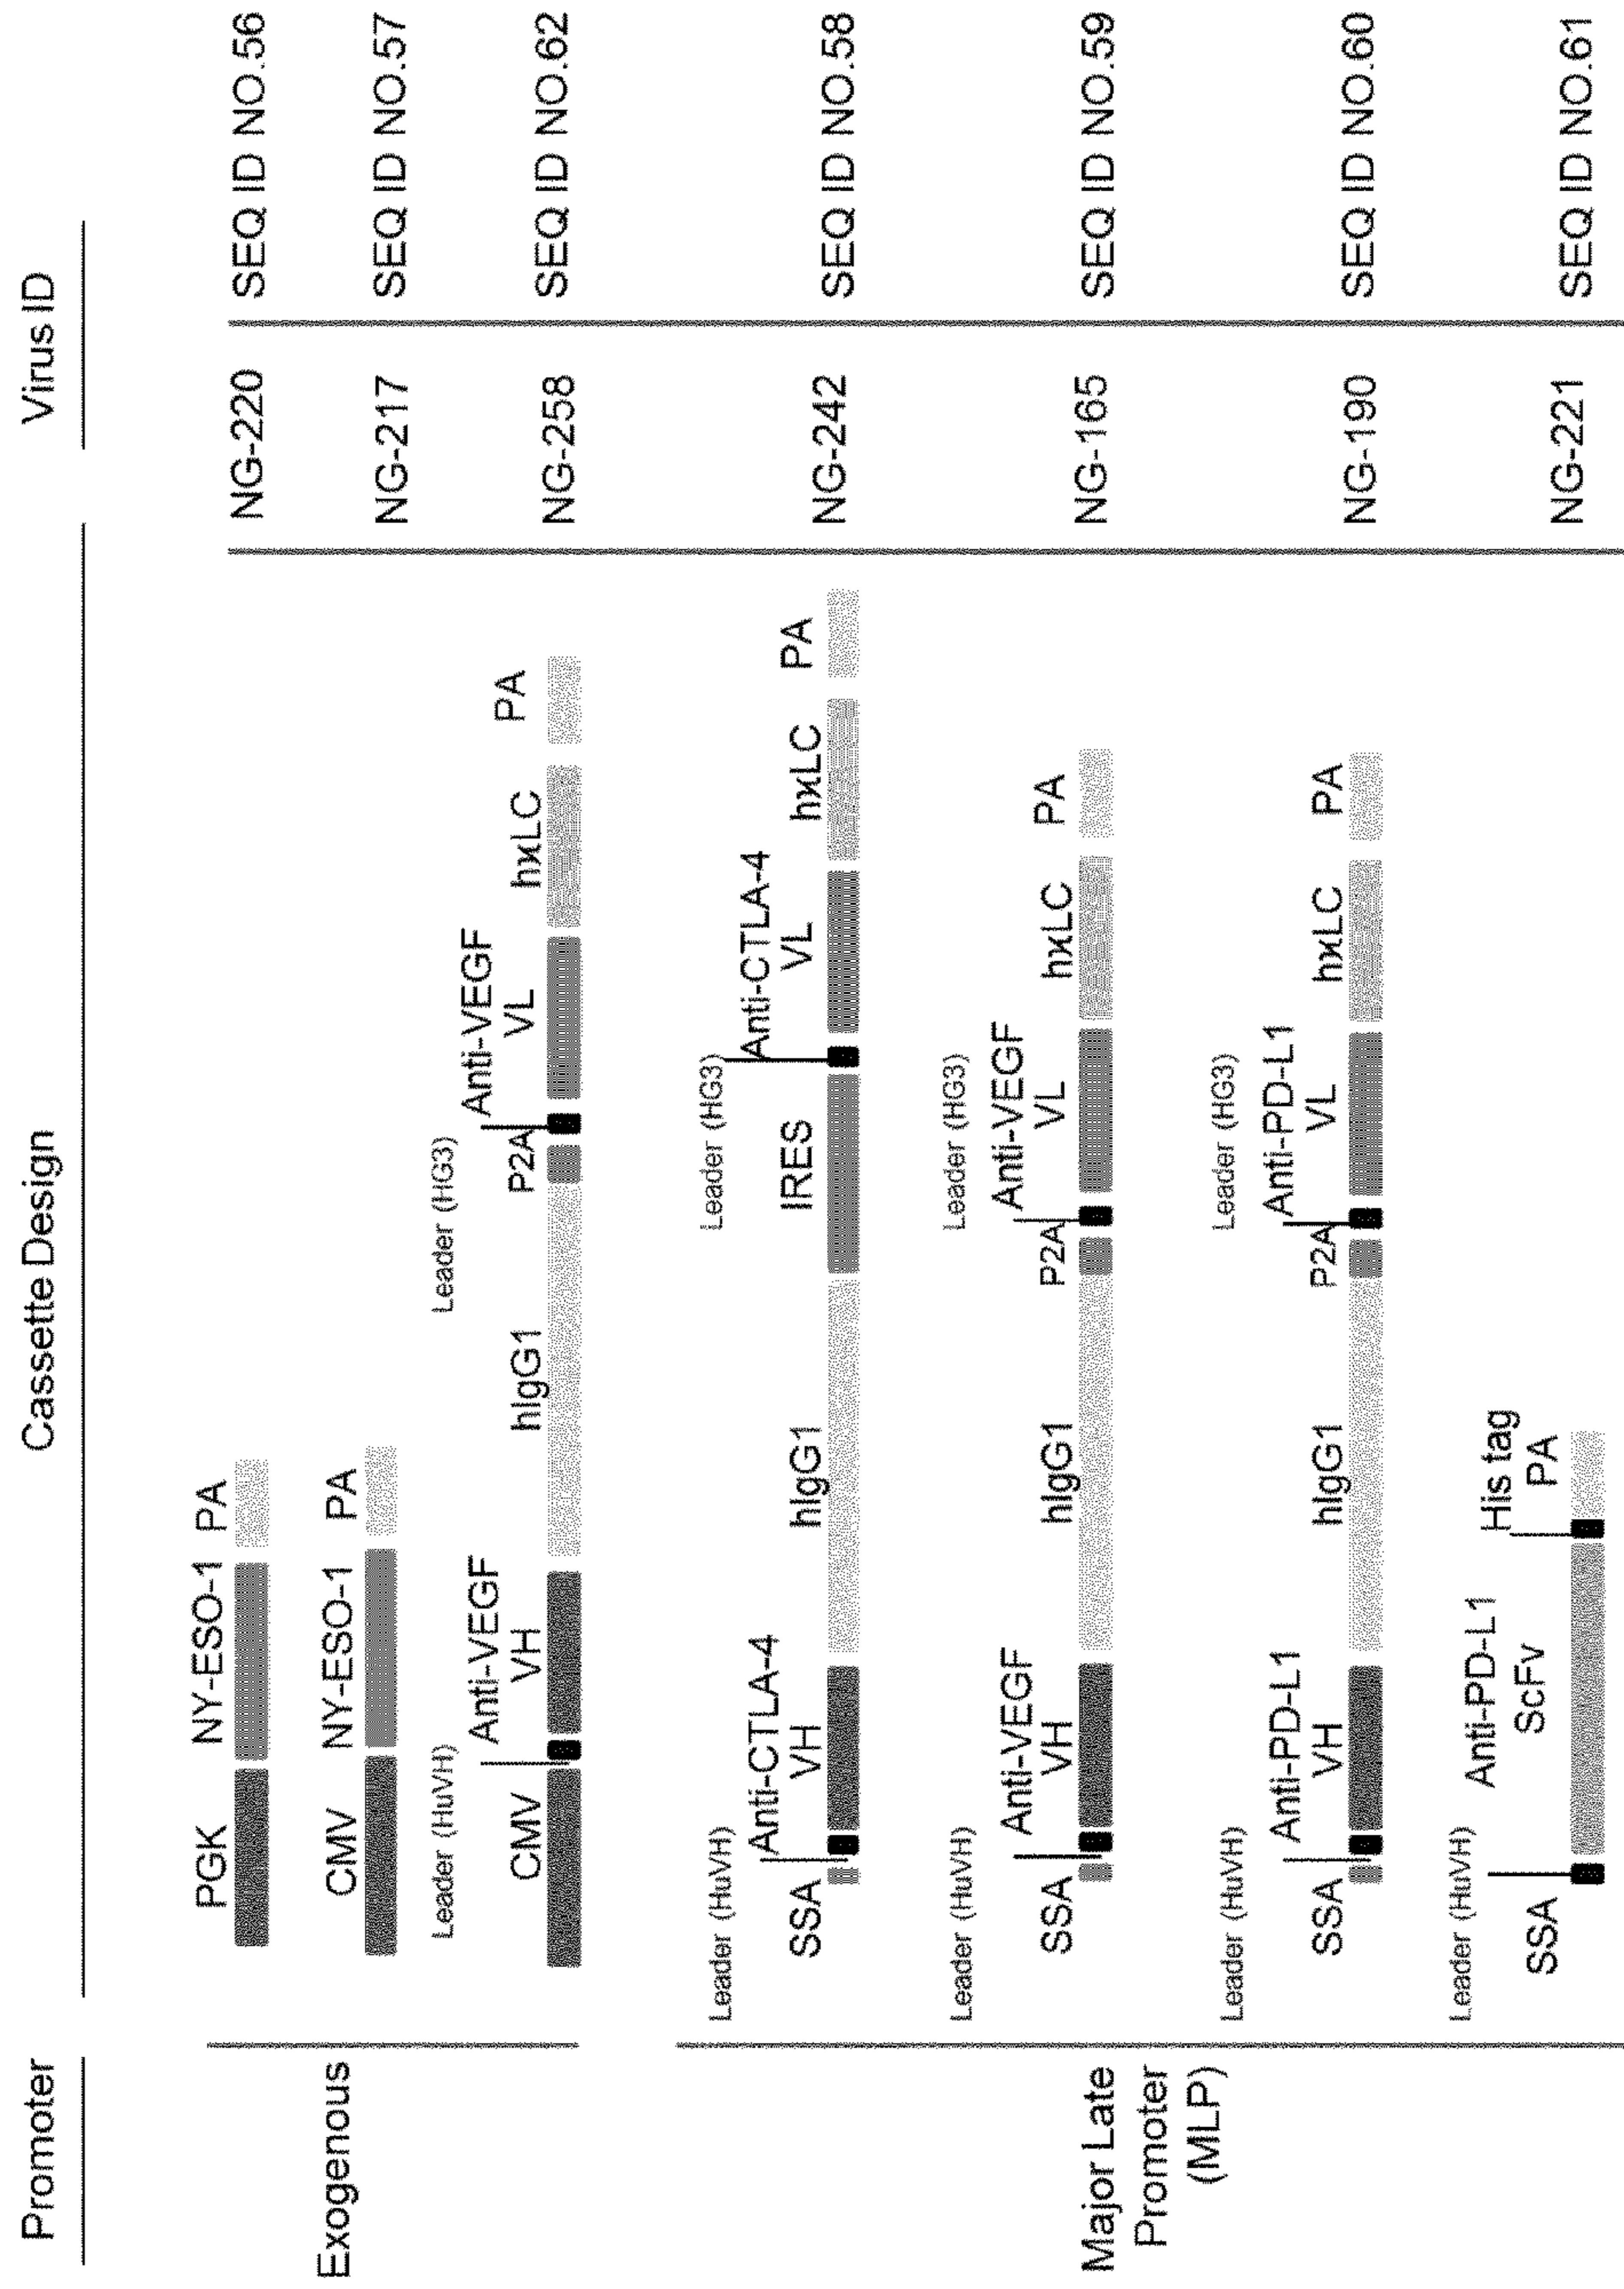 Promoter
Cassette Design
Virus ID
Exogenous
PGK NY-ESO-1 PA
NG-220 SEQ ID NO.56
CMV NY-ESO-1 PA
NG-217 SEQ ID NO.57
Leader (HuVH)
Leader (HG3)
Anti-VEGF
Anti-VEGF
CMV VH hIgG1 P2A VL hϰLC PA
NG-258 SEQ ID NO.62
Major Late
Promoter
(MLP)
Leader (HuVH)
Leader (HG3)
Anti-CTLA-4
Anti-CTLA-4
SSA VH hIgG1 IRES VL hϰLC PA
NG-242 SEQ ID NO.58
Leader (HuVH)
Leader (HG3)
Anti-VEGF
Anti-VEGF
SSA VH hIgG1 P2A VL hϰLC PA
NG-165 SEQ ID NO.59
Leader (HuVH)
Leader (HG3)
Anti-PD-L1
Anti-PD-L1
SSA VH hIgG1 P2A VL hϰLC PA
NG-190 SEQ ID NO.60
Leader (HuVH)
Anti-PD-L1 His tag
SSA ScFv PA
NG-221 SEQ ID NO.61